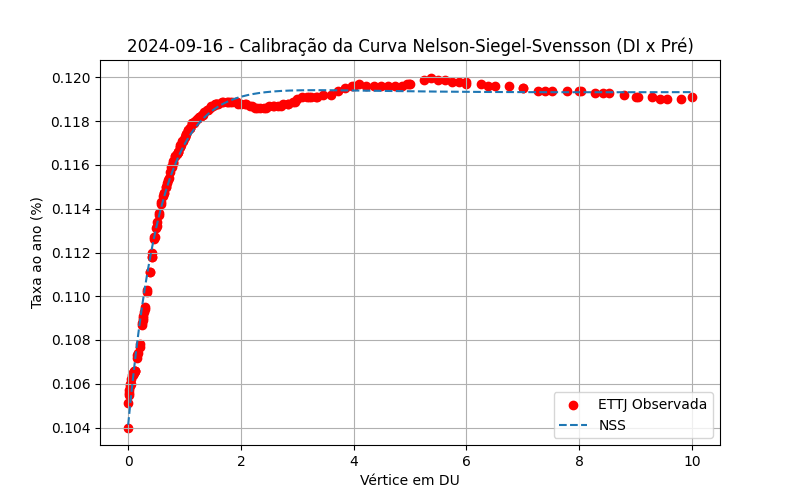 2024-09-16 - Calibração da Curva Nelson-Siegel-Svensson (DI x Pré)
Taxa ao ano (%)
0.120
0.118
0.116
0.114
0.112
0.110
0.108
0.106
0.104
ETTJ Observada
NSS
0 2 4 6 8 10
Vértice em DU